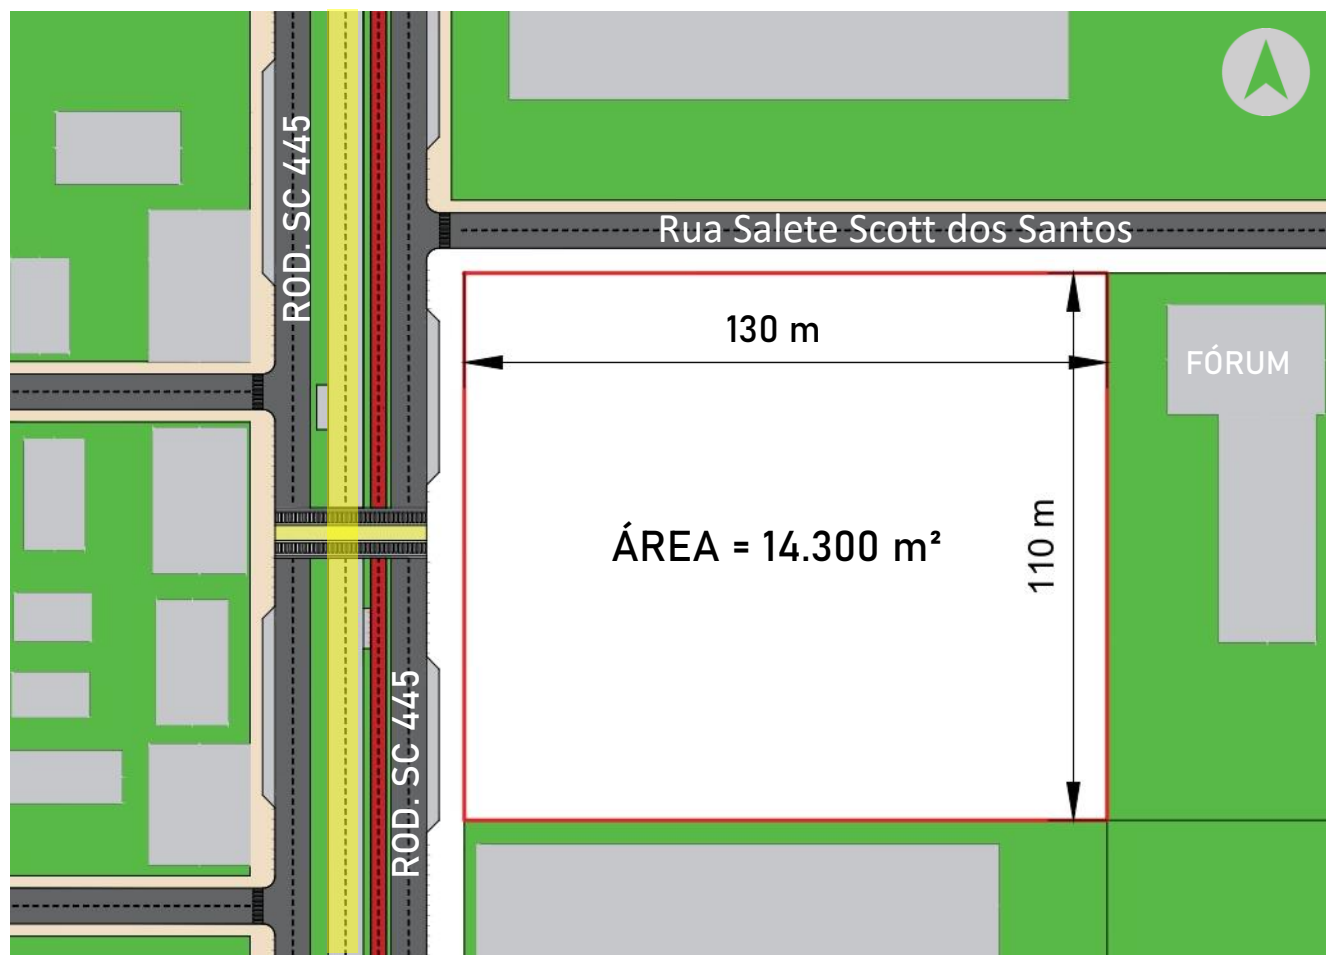 ROD. SC 445
Rua Salete Scott dos Santos
130 m
FÓRUM
ÁREA = 14.300 m²
110 m
ROD. SC 445